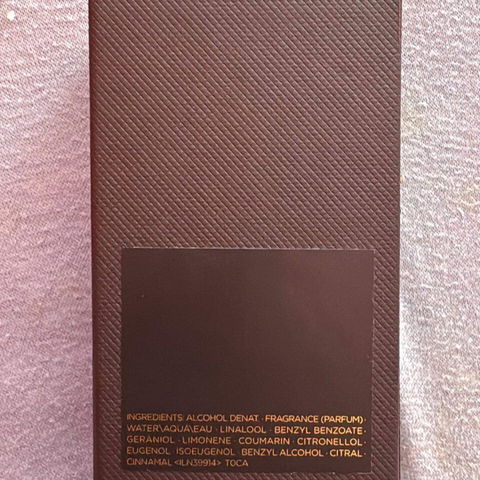 INGREDIENTS: ALCOHOL DENAT. · FRAGRANCE (PARFUM) ·
WATER\AQUA\EAU · LINALOOL · BENZYL BENZOATE ·
GERANIOL · LIMONENE · COUMARIN · CITRONELLOL ·
EUGENOL · ISOEUGENOL · BENZYL ALCOHOL · CITRAL ·
CINNAMAL <ILN39914> TOCA